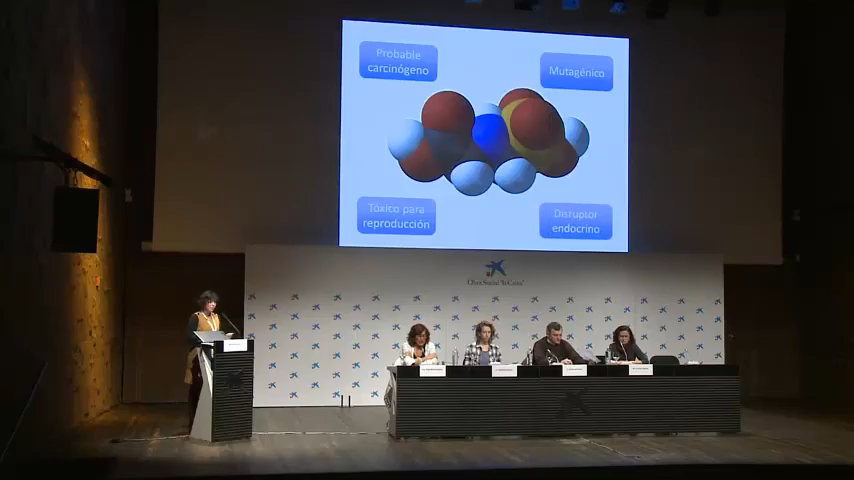 Probable
carcinógeno
Mutagénico
Tóxico para
reproducción
Disruptor
endocrino
Obra Social "la Caixa"